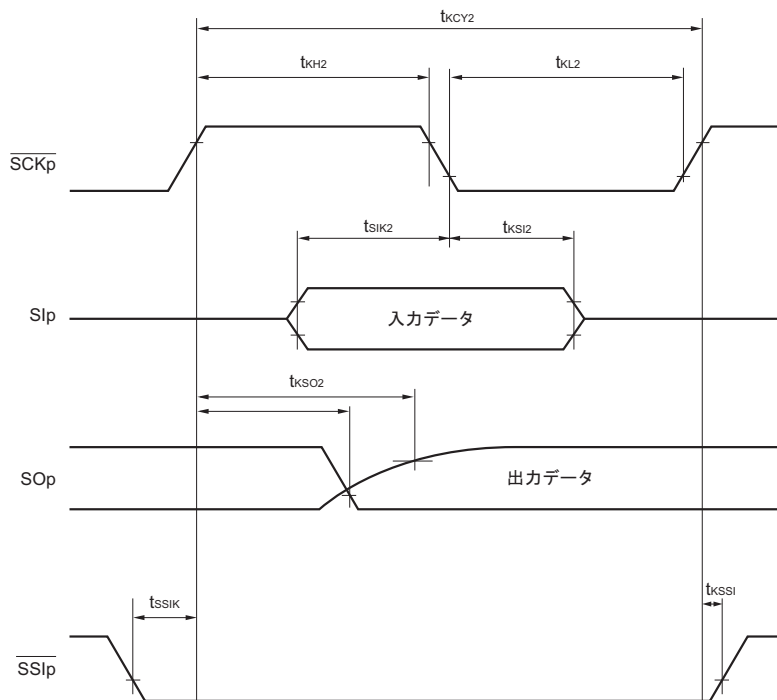 tKCY2
tKH2
tKL2
SCKp
tSIK2
tKSI2
SIp
入力データ
tKSO2
SOp
出力データ
tSSIK
tKSSI
SSIp